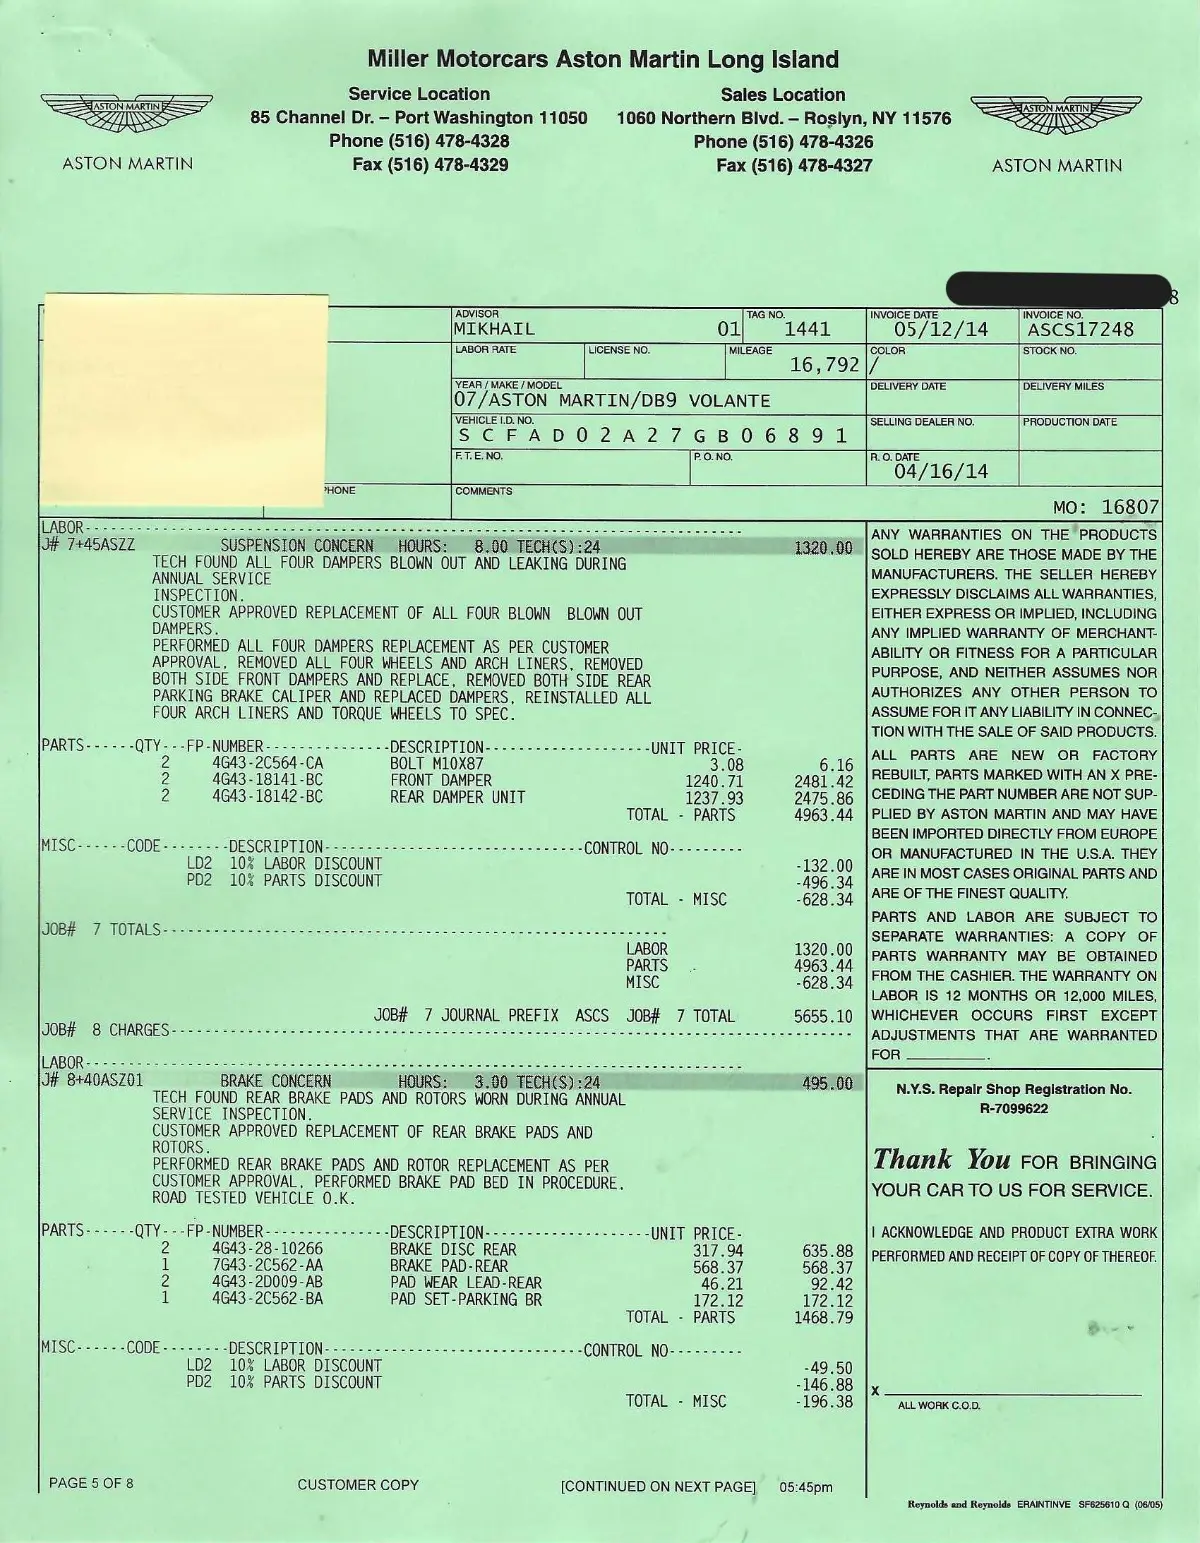 Miller Motorcars Aston Martin Long Island
Service Location
85 Channel Dr. – Port Washington 11050
Phone (516) 478-4328
Fax (516) 478-4329
Sales Location
1060 Northern Blvd. – Roslyn, NY 11576
Phone (516) 478-4326
Fax (516) 478-4327
ASTON MARTIN
ASTON MARTIN
ASTON MARTIN
ASTON MARTIN
8
ADVISOR TAG NO. INVOICE DATE INVOICE NO.
MIKHAIL 01 1441 05/12/14 ASCS17248
LABOR RATE LICENSE NO. MILEAGE COLOR STOCK NO.
16,792 /
YEAR / MAKE / MODEL DELIVERY DATE DELIVERY MILES
07/ASTON MARTIN/DB9 VOLANTE
VEHICLE I.D. NO. SELLING DEALER NO. PRODUCTION DATE
S C F A D 0 2 A 2 7 G B 0 6 8 9 1
F. T. E. NO. P. O. NO. R. O. DATE
04/16/14
PHONE COMMENTS
MO: 16807
LABOR------------------------------------------------------------------------------
J# 7+45ASZZ SUSPENSION CONCERN HOURS: 8.00 TECH(S):24 1320.00
TECH FOUND ALL FOUR DAMPERS BLOWN OUT AND LEAKING DURING
ANNUAL SERVICE
INSPECTION.
CUSTOMER APPROVED REPLACEMENT OF ALL FOUR BLOWN BLOWN OUT
DAMPERS.
PERFORMED ALL FOUR DAMPERS REPLACEMENT AS PER CUSTOMER
APPROVAL, REMOVED ALL FOUR WHEELS AND ARCH LINERS, REMOVED
BOTH SIDE FRONT DAMPERS AND REPLACE, REMOVED BOTH SIDE REAR
PARKING BRAKE CALIPER AND REPLACED DAMPERS, REINSTALLED ALL
FOUR ARCH LINERS AND TORQUE WHEELS TO SPEC.
PARTS------QTY---FP-NUMBER---------------DESCRIPTION--------------------UNIT PRICE-
2 4G43-2C564-CA BOLT M10X87 3.08 6.16
2 4G43-18141-BC FRONT DAMPER 1240.71 2481.42
2 4G43-18142-BC REAR DAMPER UNIT 1237.93 2475.86
TOTAL - PARTS 4963.44
MISC------CODE--------DESCRIPTION-------------------------------CONTROL NO---------
LD2 10% LABOR DISCOUNT -132.00
PD2 10% PARTS DISCOUNT -496.34
TOTAL - MISC -628.34
JOB# 7 TOTALS------------------------------------------------------------
LABOR 1320.00
PARTS 4963.44
MISC -628.34
JOB# 7 JOURNAL PREFIX ASCS JOB# 7 TOTAL 5655.10
JOB# 8 CHARGES--------------------------------------------------------------------------------
LABOR------------------------------------------------------------------------------
J# 8+40ASZ01 BRAKE CONCERN HOURS: 3.00 TECH(S):24 495.00
TECH FOUND REAR BRAKE PADS AND ROTORS WORN DURING ANNUAL
SERVICE INSPECTION.
CUSTOMER APPROVED REPLACEMENT OF REAR BRAKE PADS AND
ROTORS.
PERFORMED REAR BRAKE PADS AND ROTOR REPLACEMENT AS PER
CUSTOMER APPROVAL, PERFORMED BRAKE PAD BED IN PROCEDURE,
ROAD TESTED VEHICLE O.K.
PARTS------QTY---FP-NUMBER---------------DESCRIPTION--------------------UNIT PRICE-
2 4G43-28-10266 BRAKE DISC REAR 317.94 635.88
1 7G43-2C562-AA BRAKE PAD-REAR 568.37 568.37
2 4G43-2D009-AB PAD WEAR LEAD-REAR 46.21 92.42
1 4G43-2C562-BA PAD SET-PARKING BR 172.12 172.12
TOTAL - PARTS 1468.79
MISC------CODE--------DESCRIPTION-------------------------------CONTROL NO---------
LD2 10% LABOR DISCOUNT -49.50
PD2 10% PARTS DISCOUNT -146.88
TOTAL - MISC -196.38
ANY WARRANTIES ON THE PRODUCTS
SOLD HEREBY ARE THOSE MADE BY THE
MANUFACTURERS. THE SELLER HEREBY
EXPRESSLY DISCLAIMS ALL WARRANTIES,
EITHER EXPRESS OR IMPLIED, INCLUDING
ANY IMPLIED WARRANTY OF MERCHANT-
ABILITY OR FITNESS FOR A PARTICULAR
PURPOSE, AND NEITHER ASSUMES NOR
AUTHORIZES ANY OTHER PERSON TO
ASSUME FOR IT ANY LIABILITY IN CONNEC-
TION WITH THE SALE OF SAID PRODUCTS.
ALL PARTS ARE NEW OR FACTORY
REBUILT, PARTS MARKED WITH AN X PRE-
CEDING THE PART NUMBER ARE NOT SUP-
PLIED BY ASTON MARTIN AND MAY HAVE
BEEN IMPORTED DIRECTLY FROM EUROPE
OR MANUFACTURED IN THE U.S.A. THEY
ARE IN MOST CASES ORIGINAL PARTS AND
ARE OF THE FINEST QUALITY.
PARTS AND LABOR ARE SUBJECT TO
SEPARATE WARRANTIES: A COPY OF
PARTS WARRANTY MAY BE OBTAINED
FROM THE CASHIER. THE WARRANTY ON
LABOR IS 12 MONTHS OR 12,000 MILES,
WHICHEVER OCCURS FIRST EXCEPT
ADJUSTMENTS THAT ARE WARRANTED
FOR __________.
N.Y.S. Repair Shop Registration No.
R-7099622
Thank You FOR BRINGING
YOUR CAR TO US FOR SERVICE.
I ACKNOWLEDGE AND PRODUCT EXTRA WORK
PERFORMED AND RECEIPT OF COPY OF THEREOF.
X
ALL WORK C.O.D.
PAGE 5 OF 8 CUSTOMER COPY [CONTINUED ON NEXT PAGE] 05:45pm
Reynolds and Reynolds ERAINTINVE SF625610 Q (06/05)